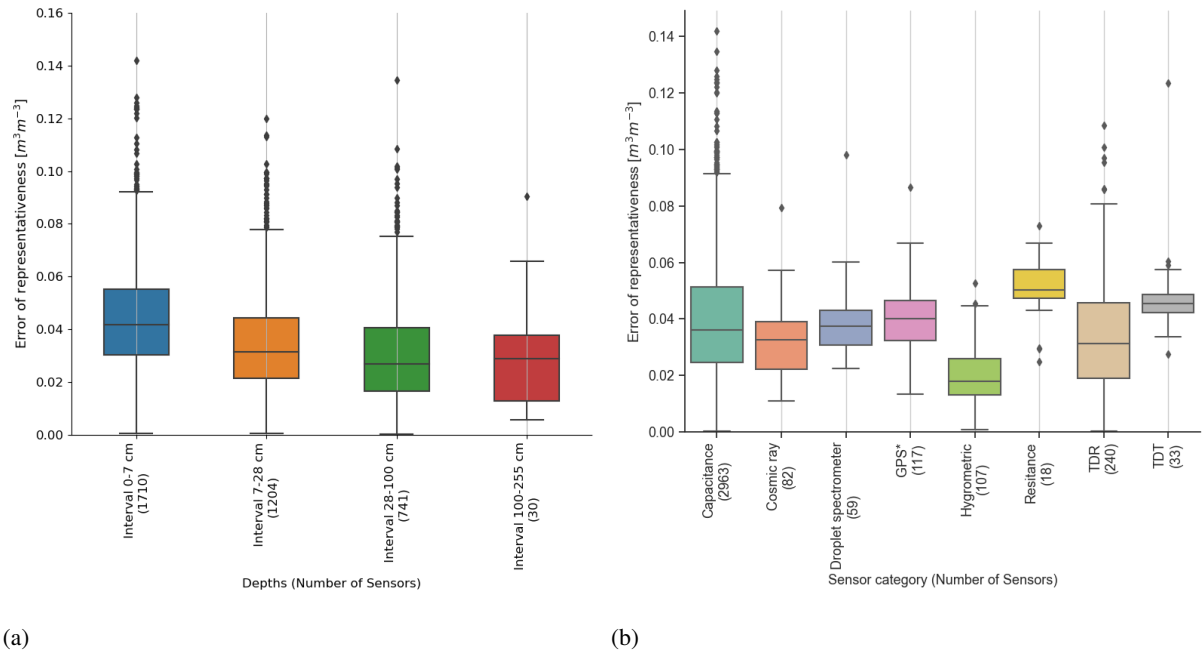 0.16
0.14
0.12
0.10
0.08
0.06
0.04
0.02
0.00
Error of representativeness [m³m⁻³]
Interval 0-7 cm
(1710)
Interval 7-28 cm
(1204)
Interval 28-100 cm
(741)
Interval 100-255 cm
(30)
Depths (Number of Sensors)
(a)
0.14
0.12
0.10
0.08
0.06
0.04
0.02
0.00
Error of representativeness [m³m⁻³]
Capacitance
(2963)
Cosmic ray
(82)
Droplet spectrometer
(59)
GPS*
(117)
Hygrometric
(107)
Resitance
(18)
TDR
(240)
TDT
(33)
Sensor category (Number of Sensors)
(b)